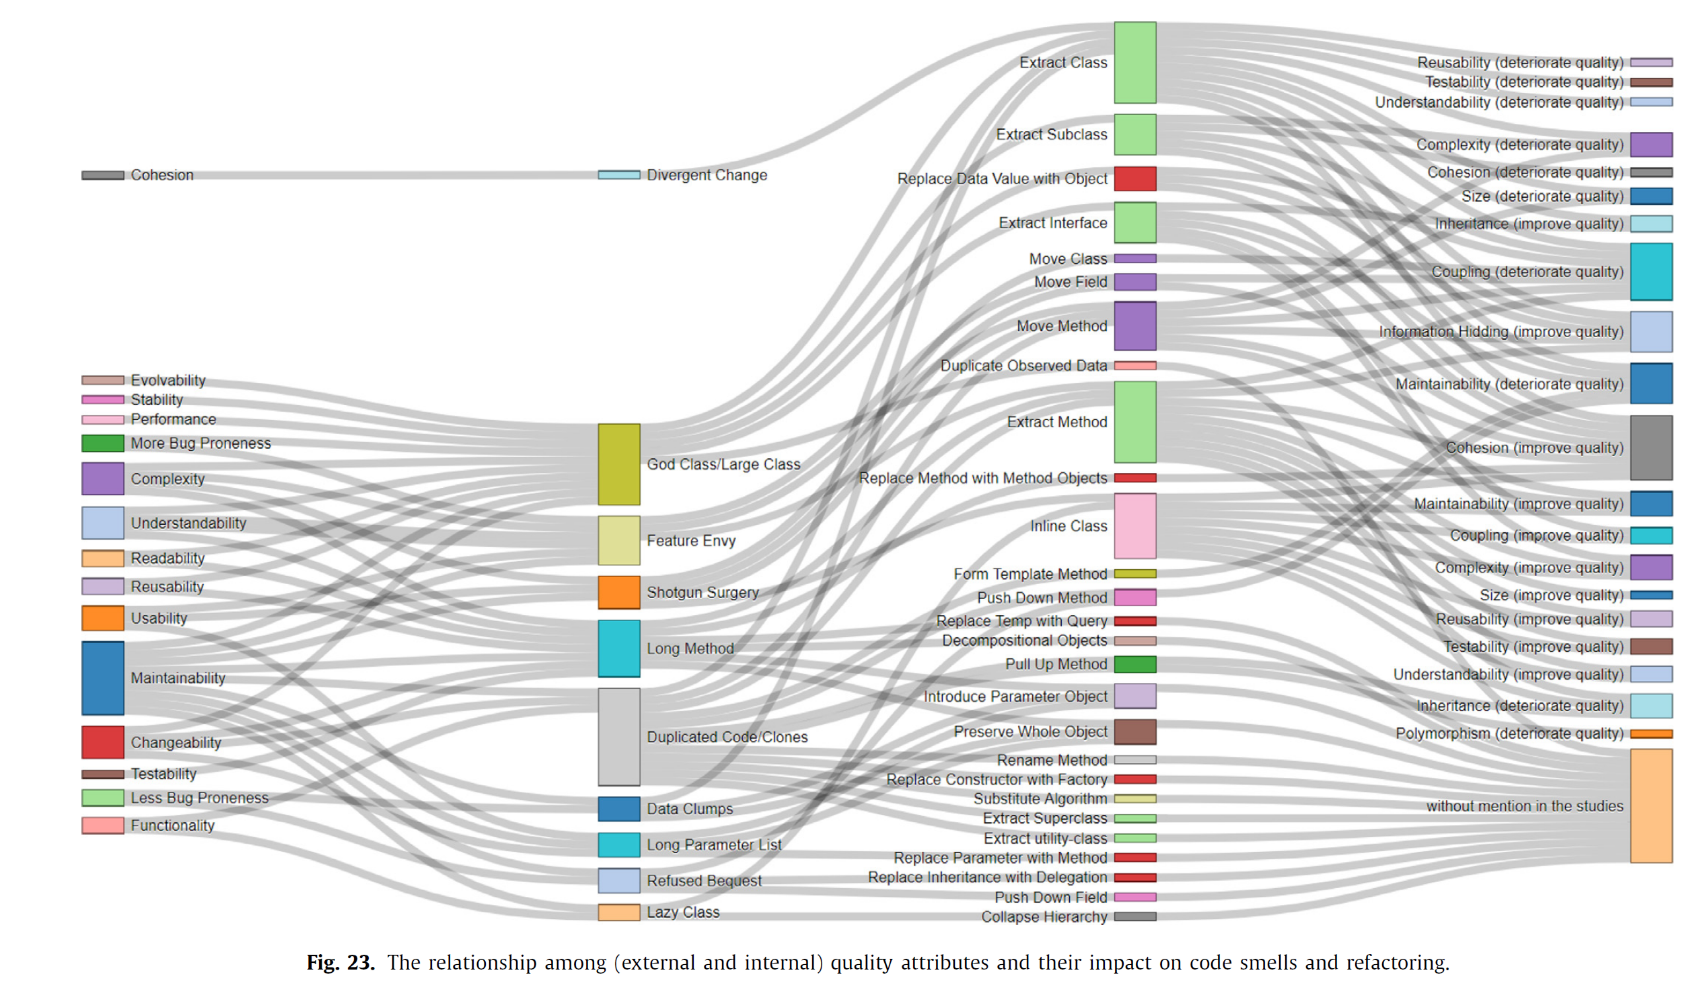 Cohesion
Evolvability
Stability
Performance
More Bug Proneness
Complexity
Understandability
Readability
Reusability
Usability
Maintainability
Changeability
Testability
Less Bug Proneness
Functionality
Divergent Change
God Class/Large Class
Feature Envy
Shotgun Surgery
Long Method
Duplicated Code/Clones
Data Clumps
Long Parameter List
Refused Bequest
Lazy Class
Extract Class
Extract Subclass
Replace Data Value with Object
Extract Interface
Move Class
Move Field
Move Method
Duplicate Observed Data
Extract Method
Replace Method with Method Objects
Inline Class
Form Template Method
Push Down Method
Replace Temp with Query
Decompositional Objects
Pull Up Method
Introduce Parameter Object
Preserve Whole Object
Rename Method
Replace Constructor with Factory
Substitute Algorithm
Extract Superclass
Extract utility-class
Replace Parameter with Method
Replace Inheritance with Delegation
Push Down Field
Collapse Hierarchy
Reusability (deteriorate quality)
Testability (deteriorate quality)
Understandability (deteriorate quality)
Complexity (deteriorate quality)
Cohesion (deteriorate quality)
Size (deteriorate quality)
Inheritance (improve quality)
Coupling (deteriorate quality)
Information Hidding (improve quality)
Maintainability (deteriorate quality)
Cohesion (improve quality)
Maintainability (improve quality)
Coupling (improve quality)
Complexity (improve quality)
Size (improve quality)
Reusability (improve quality)
Testability (improve quality)
Understandability (improve quality)
Inheritance (deteriorate quality)
Polymorphism (deteriorate quality)
without mention in the studies
Fig. 23. The relationship among (external and internal) quality attributes and their impact on code smells and refactoring.